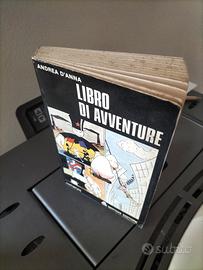 ANDREA D'ANNA
LIBRO
DI AVVENTURE
subito